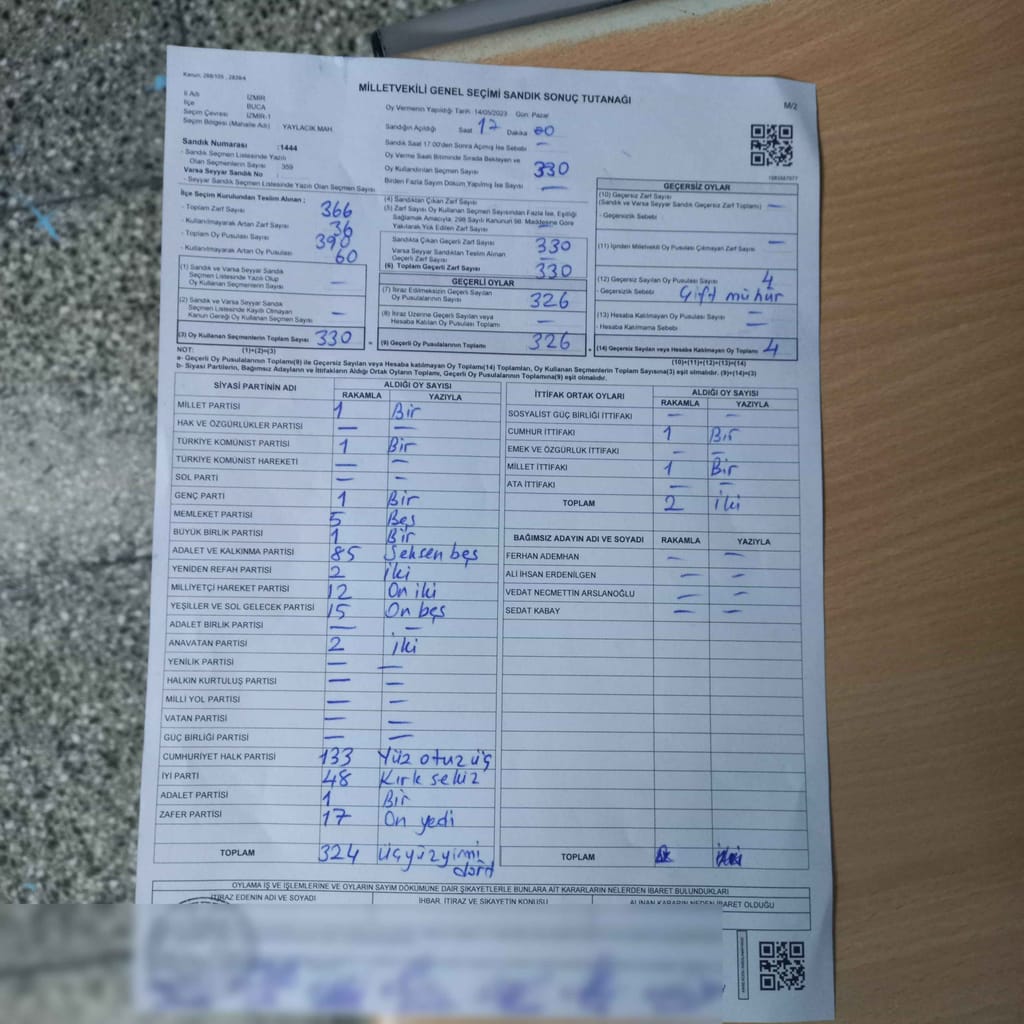 Kanun: 298/105 , 2839/4
MİLLETVEKİLİ GENEL SEÇİMİ SANDIK SONUÇ TUTANAĞI
M/2
İl Adı İZMİR
İlçe BUCA
Seçim Çevresi İZMİR-1
Seçim Bölgesi (Mahalle Adı) YAYLACIK MAH.
Oy Vermenin Yapıldığı Tarih 14/05/2023 Gün: Pazar
Sandığın Açıldığı Saat 17 Dakika 00
Sandık Saat 17:00'den Sonra Açılmış İse Sebebi —
Oy Verme Saati Bitiminde Sırada Bekleyen ve
Oy Kullandırılan Seçmen Sayısı 330
Birden Fazla Sayım Döküm Yapılmış İse Sayısı —
Sandık Numarası : 1444
- Sandık Seçmen Listesinde Yazılı
Olan Seçmenlerin Sayısı : 359
Varsa Seyyar Sandık No :
- Seyyar Sandık Seçmen Listesinde Yazılı Olan Seçmen Sayısı
İlçe Seçim Kurulundan Teslim Alınan ;
- Toplam Zarf Sayısı 366
- Kullanılmayarak Artan Zarf Sayısı 36
- Toplam Oy Pusulası Sayısı 390
- Kullanılmayarak Artan Oy Pusulası 60
(1) Sandık ve Varsa Seyyar Sandık
Seçmen Listesinde Yazılı Olup
Oy Kullanan Seçmen Sayısı —
(2) Sandık ve Varsa Seyyar Sandık
Seçmen Listesinde Kayıtlı Olmayan
Kanun Gereği Oy Kullanan Seçmen Sayısı —
(3) Oy Kullanan Seçmenlerin Toplam Sayısı 330
(4) Sandıktan Çıkan Zarf Sayısı
(5) Zarf Sayısı Oy Kullanan Seçmen Sayısından Fazla İse, Eşitliği
Sağlamak Amacıyla, 298 Sayılı Kanunun 98. Maddesine Göre
Yakılarak Yok Edilen Zarf Sayısı —
Sandıkta Çıkan Geçerli Zarf Sayısı 330
Varsa Seyyar Sandıktan Teslim Alınan
Geçerli Zarf Sayısı —
(6) Toplam Geçerli Zarf Sayısı 330
GEÇERLİ OYLAR
(7) İtiraz Edilmeksizin Geçerli Sayılan
Oy Pusulalarının Sayısı 326
(8) İtiraz Üzerine Geçerli Sayılan veya
Hesaba Katılan Oy Pusulası Toplamı —
(9) Geçerli Oy Pusulalarının Toplamı 326
GEÇERSİZ OYLAR
(10) Geçersiz Zarf Sayısı
(Sandık ve Varsa Seyyar Sandık Geçersiz Zarf Toplamı) —
- Geçersizlik Sebebi
(11) İçinden Milletvekili Oy Pusulası Çıkmayan Zarf Sayısı —
(12) Geçersiz Sayılan Oy Pusulası Sayısı 4
- Geçersizlik Sebebi Çift mühür
(13) Hesaba Katılmayan Oy Pusulası Sayısı —
- Hesaba Katılmama Sebebi —
(14) Geçersiz Sayılan veya Hesaba Katılmayan Oy Toplamı 4
NOT: (1)+(2)=(3)
(10)+(11)+(12)+(13)=(14)
a- Geçerli Oy Pusulalarının Toplamı(9) ile Geçersiz Sayılan veya Hesaba katılmayan Oy Toplamı(14) Toplamları, Oy Kullanan Seçmenlerin Toplam Sayısına(3) eşit olmalıdır. (9)+(14)=(3)
b- Siyasi Partilerin, Bağımsız Adayların ve İttifakların Aldığı Ortak Oyların Toplamı, Geçerli Oy Pusulalarının Toplamına(9) eşit olmalıdır.
SİYASİ PARTİNİN ADI ALDIĞI OY SAYISI
RAKAMLA YAZIYLA
MİLLET PARTİSİ 1 Bir
HAK VE ÖZGÜRLÜKLER PARTİSİ — —
TÜRKİYE KOMÜNİST PARTİSİ 1 Bir
TÜRKİYE KOMÜNİST HAREKETİ — —
SOL PARTİ — —
GENÇ PARTİ 1 Bir
MEMLEKET PARTİSİ 5 Beş
BÜYÜK BİRLİK PARTİSİ 1 Bir
ADALET VE KALKINMA PARTİSİ 85 Seksen beş
YENİDEN REFAH PARTİSİ 2 iki
MİLLİYETÇİ HAREKET PARTİSİ 12 On iki
YEŞİLLER VE SOL GELECEK PARTİSİ 15 On beş
ADALET BİRLİK PARTİSİ — —
ANAVATAN PARTİSİ 2 iki
YENİLİK PARTİSİ — —
HALKIN KURTULUŞ PARTİSİ — —
MİLLİ YOL PARTİSİ — —
VATAN PARTİSİ — —
GÜÇ BİRLİĞİ PARTİSİ — —
CUMHURİYET HALK PARTİSİ 133 Yüz otuz üç
İYİ PARTİ 48 Kırk sekiz
ADALET PARTİSİ 1 Bir
ZAFER PARTİSİ 17 On yedi
TOPLAM 324 üçyüzyirmi
dört
İTTİFAK ORTAK OYLARI ALDIĞI OY SAYISI
RAKAMLA YAZIYLA
SOSYALİST GÜÇ BİRLİĞİ İTTİFAKI — —
CUMHUR İTTİFAKI 1 Bir
EMEK VE ÖZGÜRLÜK İTTİFAKI — —
MİLLET İTTİFAKI 1 Bir
ATA İTTİFAKI — —
TOPLAM 2 iki
BAĞIMSIZ ADAYIN ADI VE SOYADI RAKAMLA YAZIYLA
FERHAN ADEMHAN — —
ALİ İHSAN ERDENİLGEN — —
VEDAT NECMETTİN ARSLANOĞLU — —
SEDAT KABAY — —
TOPLAM
OYLAMA İŞ VE İŞLEMLERİNE VE OYLARIN SAYIM DÖKÜMÜNE DAİR ŞİKAYETLERLE BUNLARA AİT KARARLARIN NELERDEN İBARET BULUNDUKLARI
İTİRAZ EDENİN ADI VE SOYADI İHBAR, İTİRAZ VE ŞİKAYETİN KONUSU ALINAN KARARIN NEDEN İBARET OLDUĞU